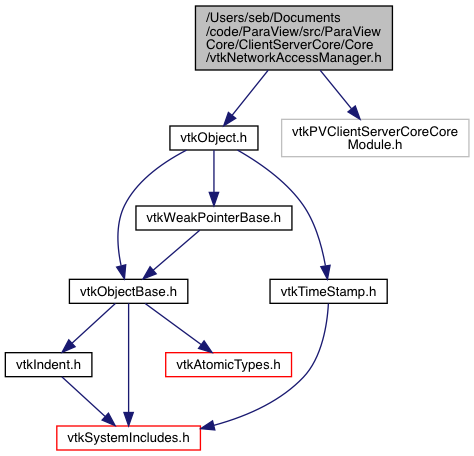 /Users/seb/Documents
/code/ParaView/src/ParaView
Core/ClientServerCore/Core
/vtkNetworkAccessManager.h
vtkObject.h
vtkPVClientServerCoreCore
Module.h
vtkWeakPointerBase.h
vtkObjectBase.h
vtkTimeStamp.h
vtkIndent.h
vtkAtomicTypes.h
vtkSystemIncludes.h